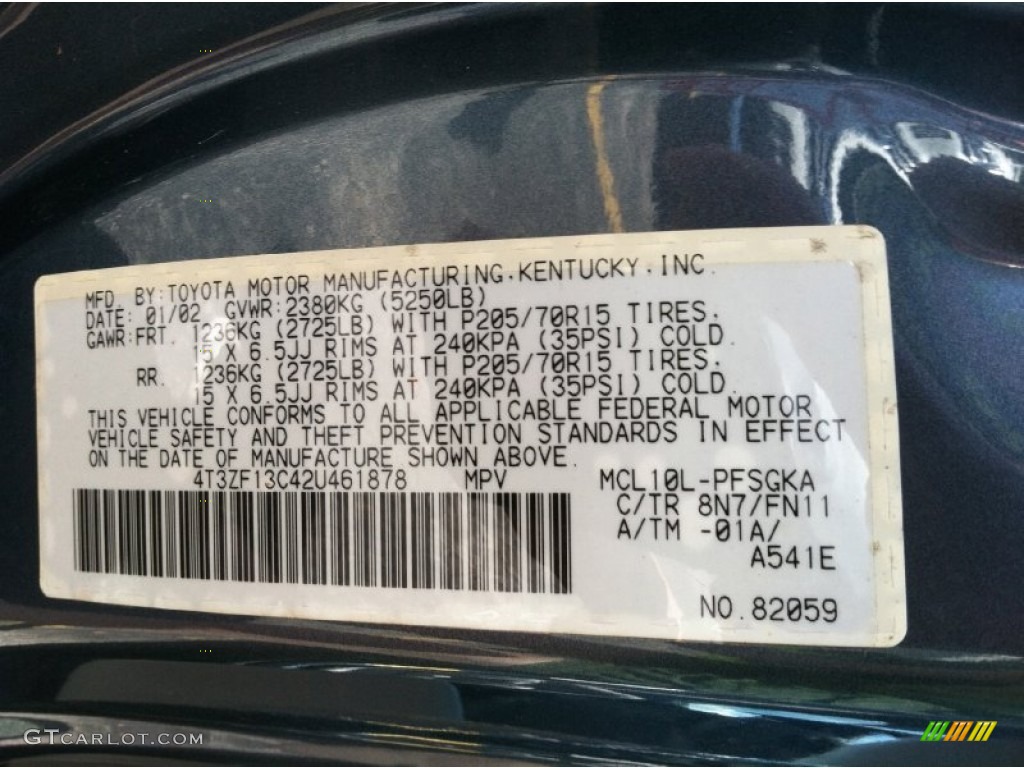 MFD. BY:TOYOTA MOTOR MANUFACTURING.KENTUCKY.INC.
DATE: 01/02 GVWR:2380KG (5250LB)
GAWR:FRT. 1236KG (2725LB) WITH P205/70R15 TIRES.
15 X 6.5JJ RIMS AT 240KPA (35PSI) COLD.
RR. 1236KG (2725LB) WITH P205/70R15 TIRES.
15 X 6.5JJ RIMS AT 240KPA (35PSI) COLD.
THIS VEHICLE CONFORMS TO ALL APPLICABLE FEDERAL MOTOR
VEHICLE SAFETY AND THEFT PREVENTION STANDARDS IN EFFECT
ON THE DATE OF MANUFACTURE SHOWN ABOVE.
4T3ZF13C42U461878 MPV MCL10L-PFSGKA
C/TR 8N7/FN11
A/TM -01A/
A541E
NO.82059
GTCARLOT.COM